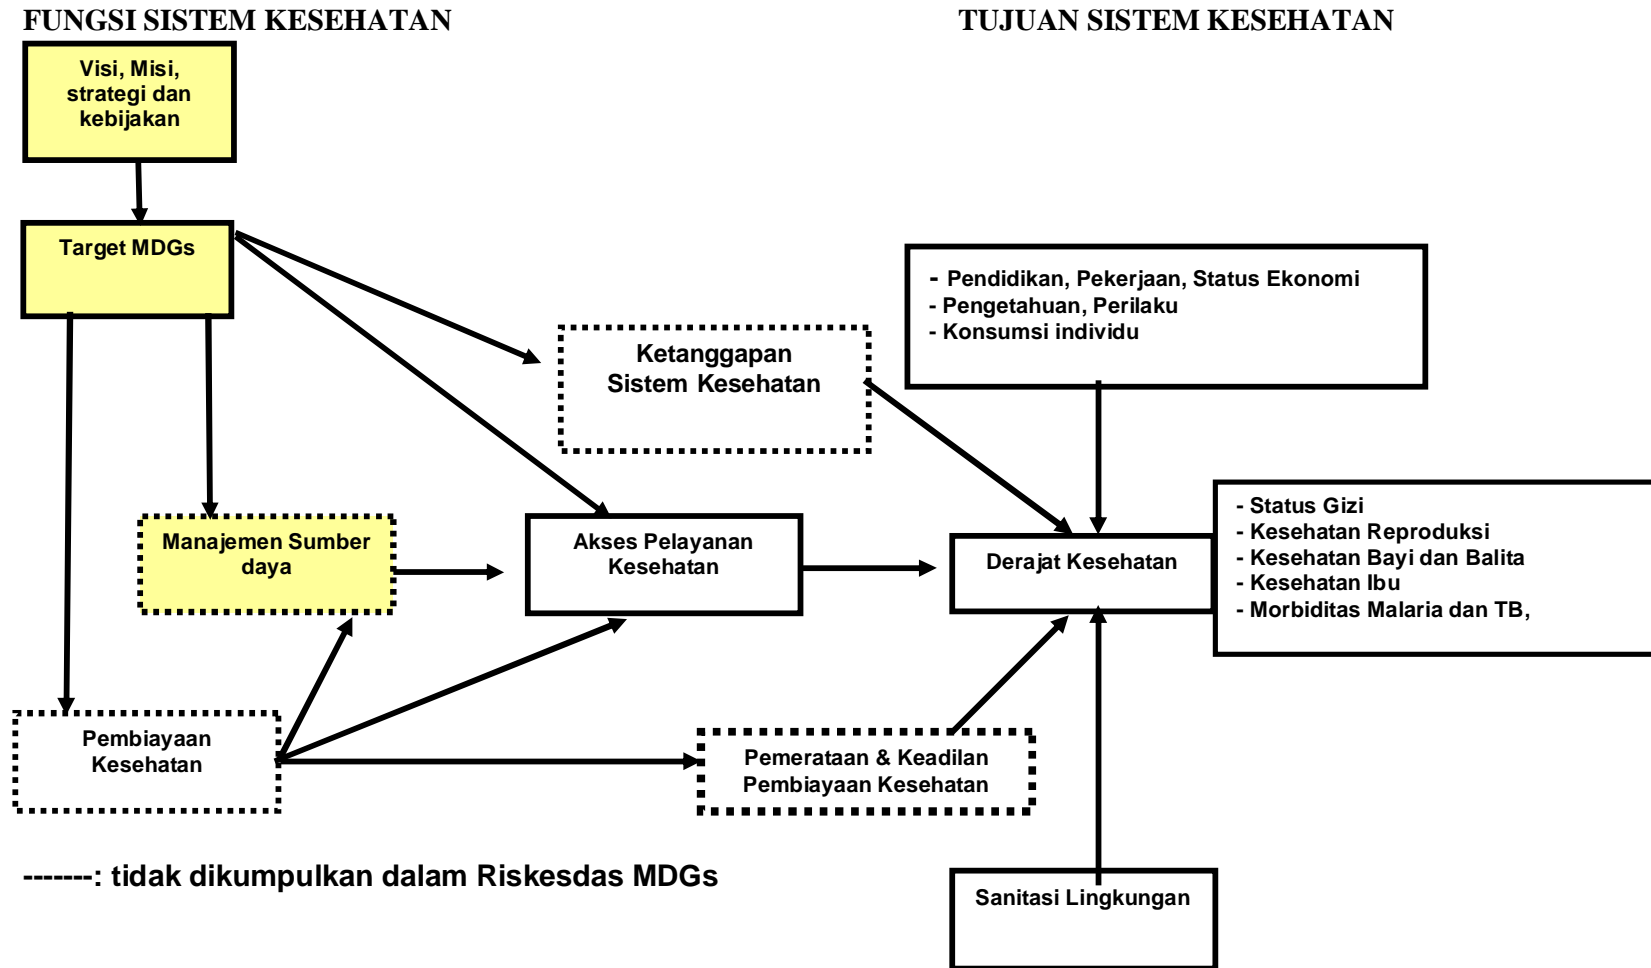 FUNGSI SISTEM KESEHATAN
TUJUAN SISTEM KESEHATAN
Visi, Misi,
strategi dan
kebijakan
Target MDGs
- Pendidikan, Pekerjaan, Status Ekonomi
- Pengetahuan, Perilaku
- Konsumsi individu
Ketanggapan
Sistem Kesehatan
Manajemen Sumber
daya
Akses Pelayanan
Kesehatan
Derajat Kesehatan
- Status Gizi
- Kesehatan Reproduksi
- Kesehatan Bayi dan Balita
- Kesehatan Ibu
- Morbiditas Malaria dan TB,
Pembiayaan
Kesehatan
Pemerataan & Keadilan
Pembiayaan Kesehatan
-------: tidak dikumpulkan dalam Riskesdas MDGs
Sanitasi Lingkungan